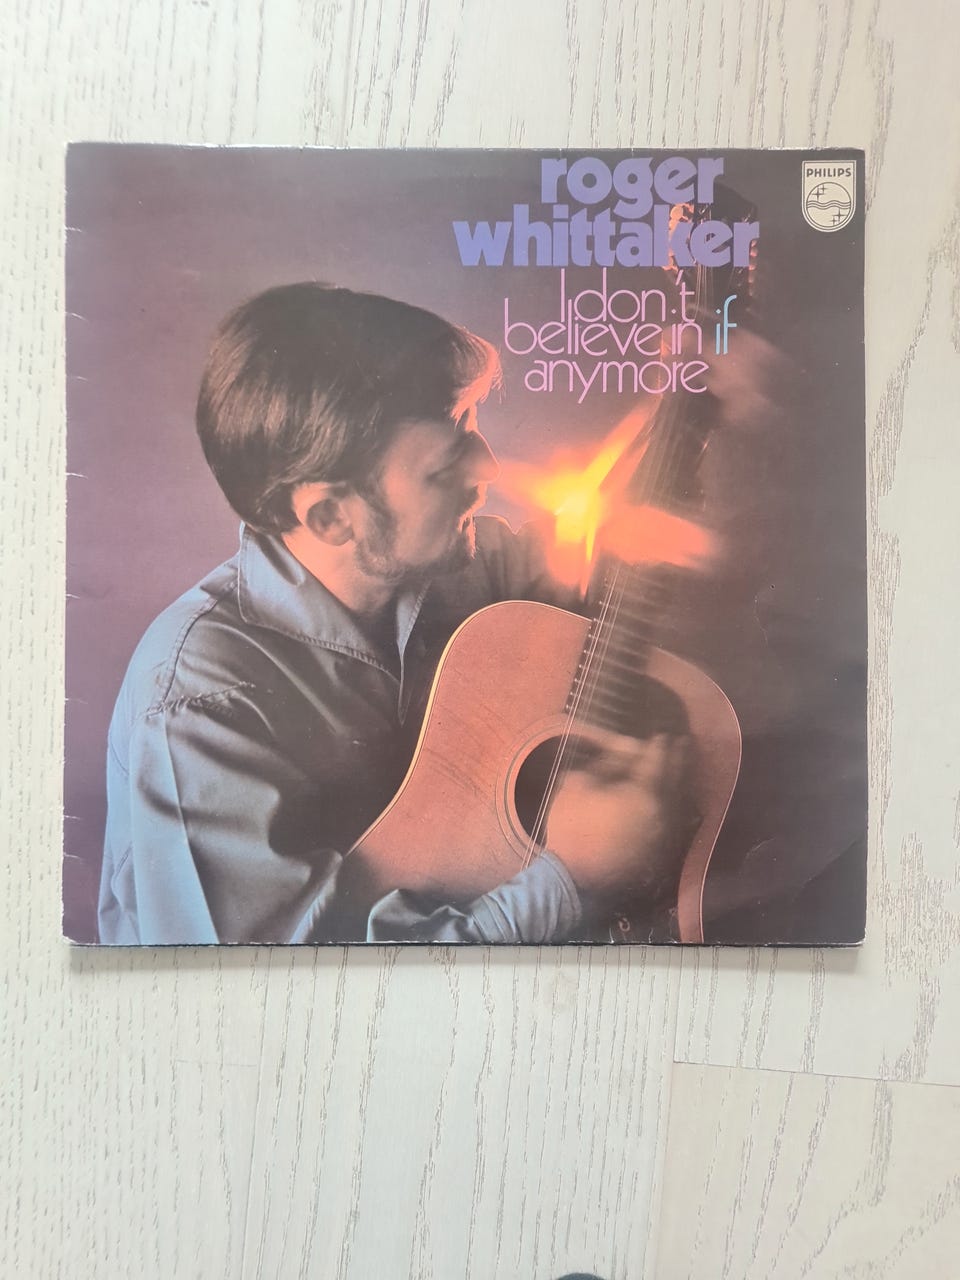 roger
whittaker
I don't
believe in if
anymore
PHILIPS